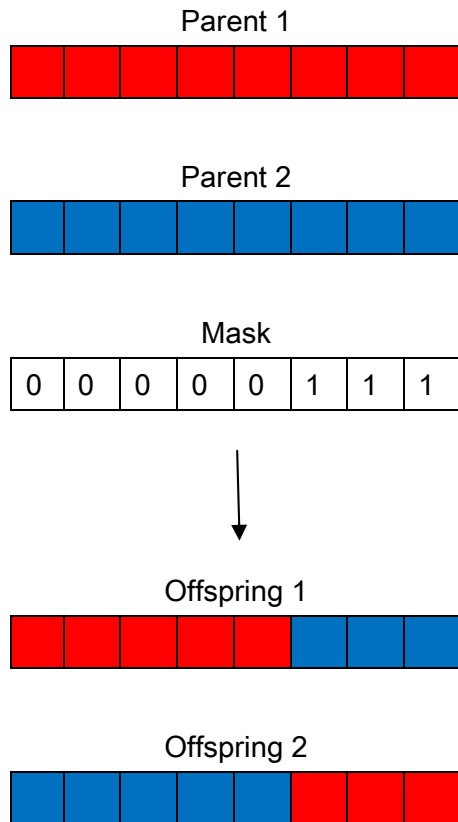 Parent 1
Parent 2
Mask
0 0 0 0 0 1 1 1
Offspring 1
Offspring 2